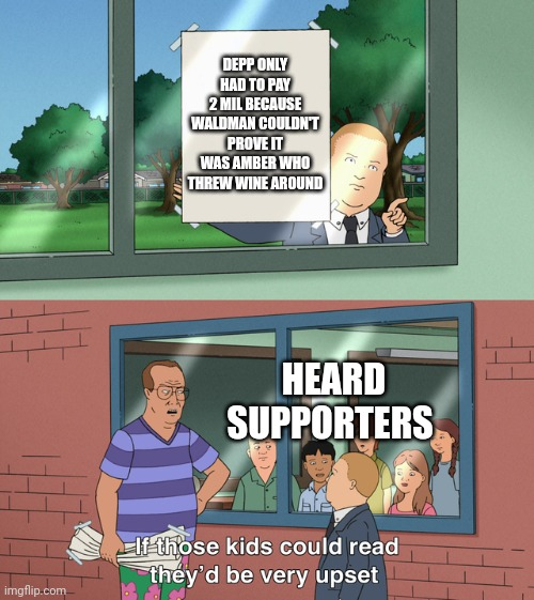 DEPP ONLY
HAD TO PAY
2 MIL BECAUSE
WALDMAN COULDN'T
PROVE IT
WAS AMBER WHO
THREW WINE AROUND
HEARD
SUPPORTERS
If those kids could read
they'd be very upset
imgflip.com